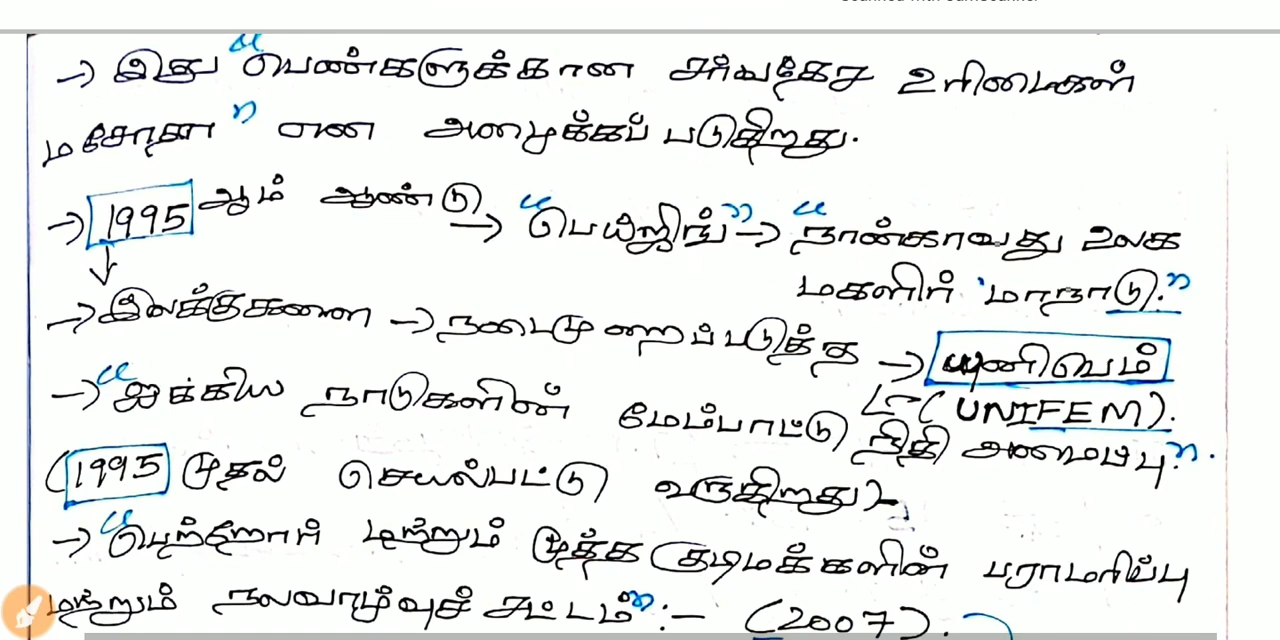 → இது "பெண்களுக்கான சர்வதேச உரிமைகள்
மசோதா" என அழைக்கப் படுகிறது.
→ 1995 ஆம் ஆண்டு → "பெய்ஜிங்" → "நான்காவது உலக
மகளிர் மாநாடு."
→ இலக்குகளை → நடைமுறைப்படுத்த → யுனிவெம்
(UNIFEM).
→ "ஐக்கிய நாடுகளின் மேம்பாட்டு நிதி அமைப்பு".
(1995 முதல் செயல்பட்டு வருகிறது)
→ "பெற்றோர் மற்றும் மூத்த குடிமக்களின் பராமரிப்பு
மற்றும் நலவாழ்வுச் சட்டம்" :- (2007).